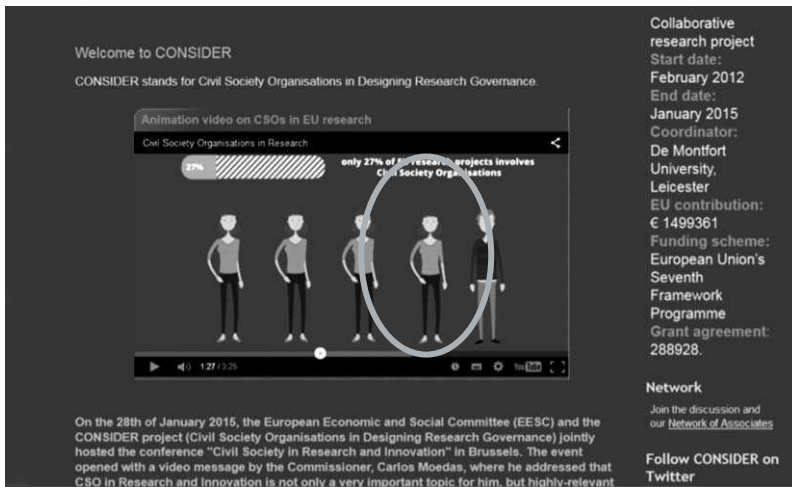 Welcome to CONSIDER
CONSIDER stands for Civil Society Organisations in Designing Research Governance.
Animation video on CSOs in EU research
Civil Society Organisations in Research
27%
only 27% of research projects involves
Civil Society Organisations
1:27 / 3:25
You Tube
On the 28th of January 2015, the European Economic and Social Committee (EESC) and the
CONSIDER project (Civil Society Organisations in Designing Research Governance) jointly
hosted the conference "Civil Society in Research and Innovation" in Brussels. The event
opened with a video message by the Commissioner, Carlos Moedas, where he addressed that
CSO in Research and Innovation is not only a very important topic for him, but highly-relevant
Collaborative
research project
Start date:
February 2012
End date:
January 2015
Coordinator:
De Montfort
University,
Leicester
EU contribution:
€ 1499361
Funding scheme:
European Union's
Seventh
Framework
Programme
Grant agreement:
288928.
Network
Join the discussion and
our Network of Associates
Follow CONSIDER on
Twitter